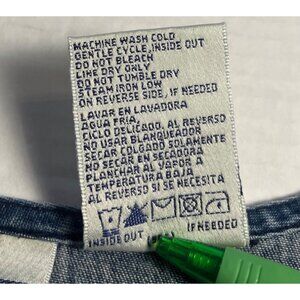 MACHINE WASH COLD
GENTLE CYCLE, INSIDE OUT
DO NOT BLEACH
LINE DRY ONLY
DO NOT TUMBLE DRY
STEAM IRON LOW
ON REVERSE SIDE, IF NEEDED
LAVAR EN LAVADORA
AGUA FRIA,
CICLO DELICADO, AL REVERSO
NO USAR BLANQUEADOR
SECAR COLGADO SOLAMENTE
NO SECAR EN SECADORA
PLANCHAR AL VAPOR A
TEMPERATURA BAJA
AL REVERSO SI SE NECESITA
INSIDE OUT IF NEEDED